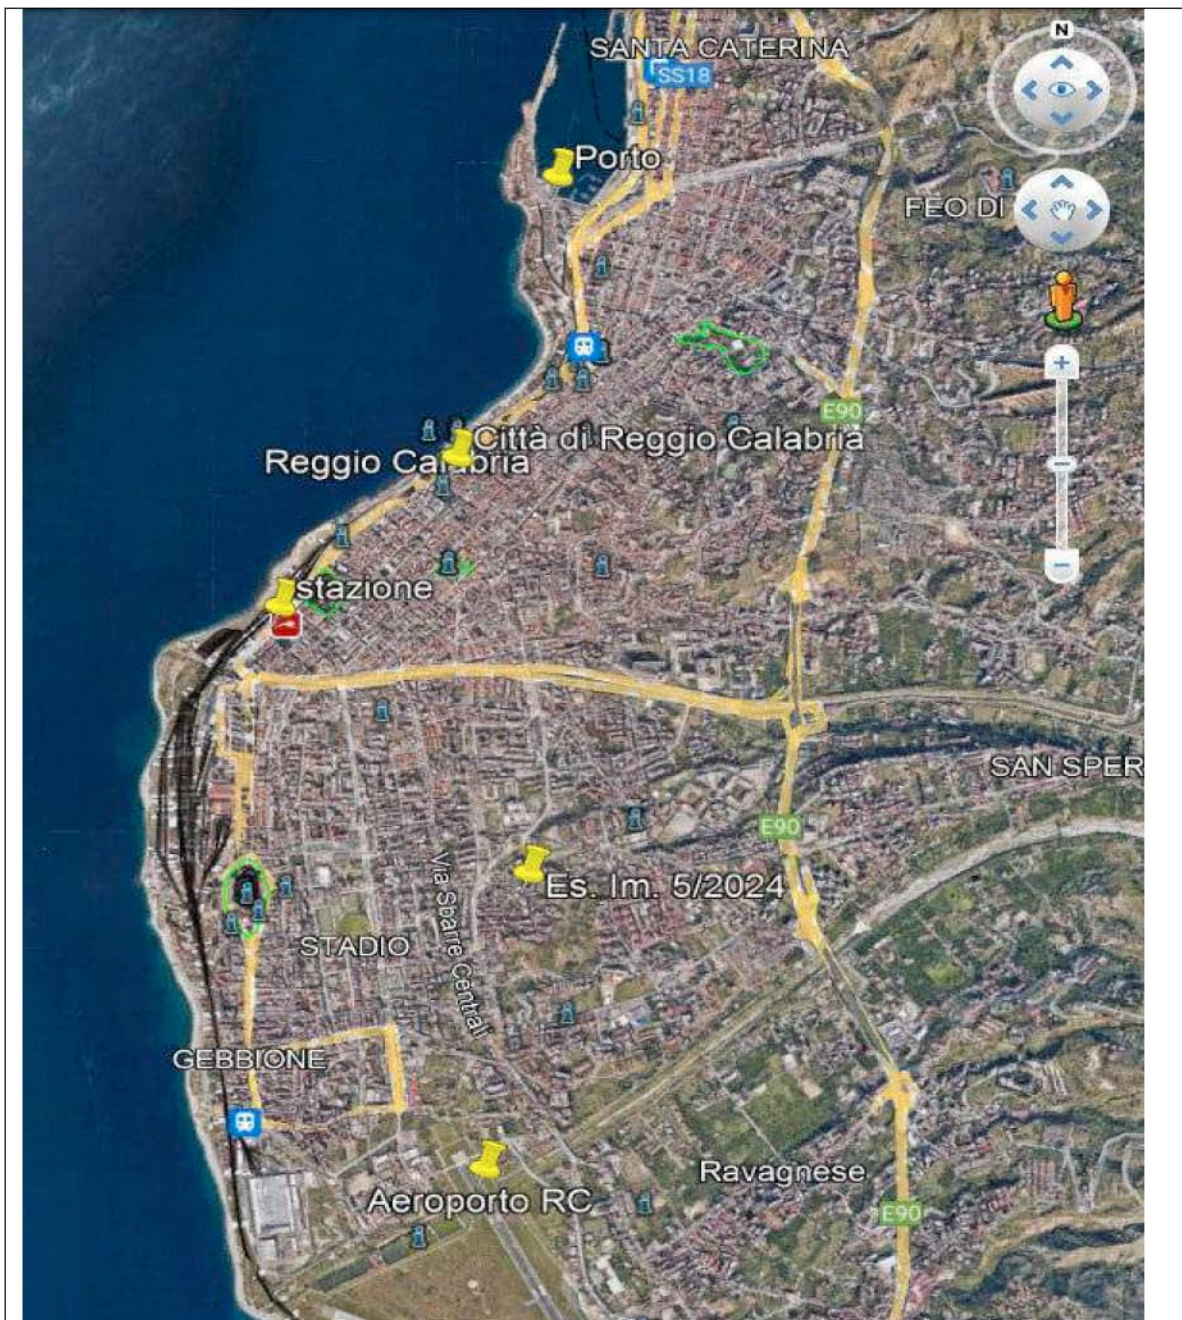 N
SANTA CATERINA
SS18
Porto
FEO DI
E90
Città di Reggio Calabria
Reggio Calabria
stazione
SAN SPER
E90
Es. Im. 5/2024
Via Sbarre Centrali
STADIO
GEBBIONE
Ravagnese
Aeroporto RC
E90